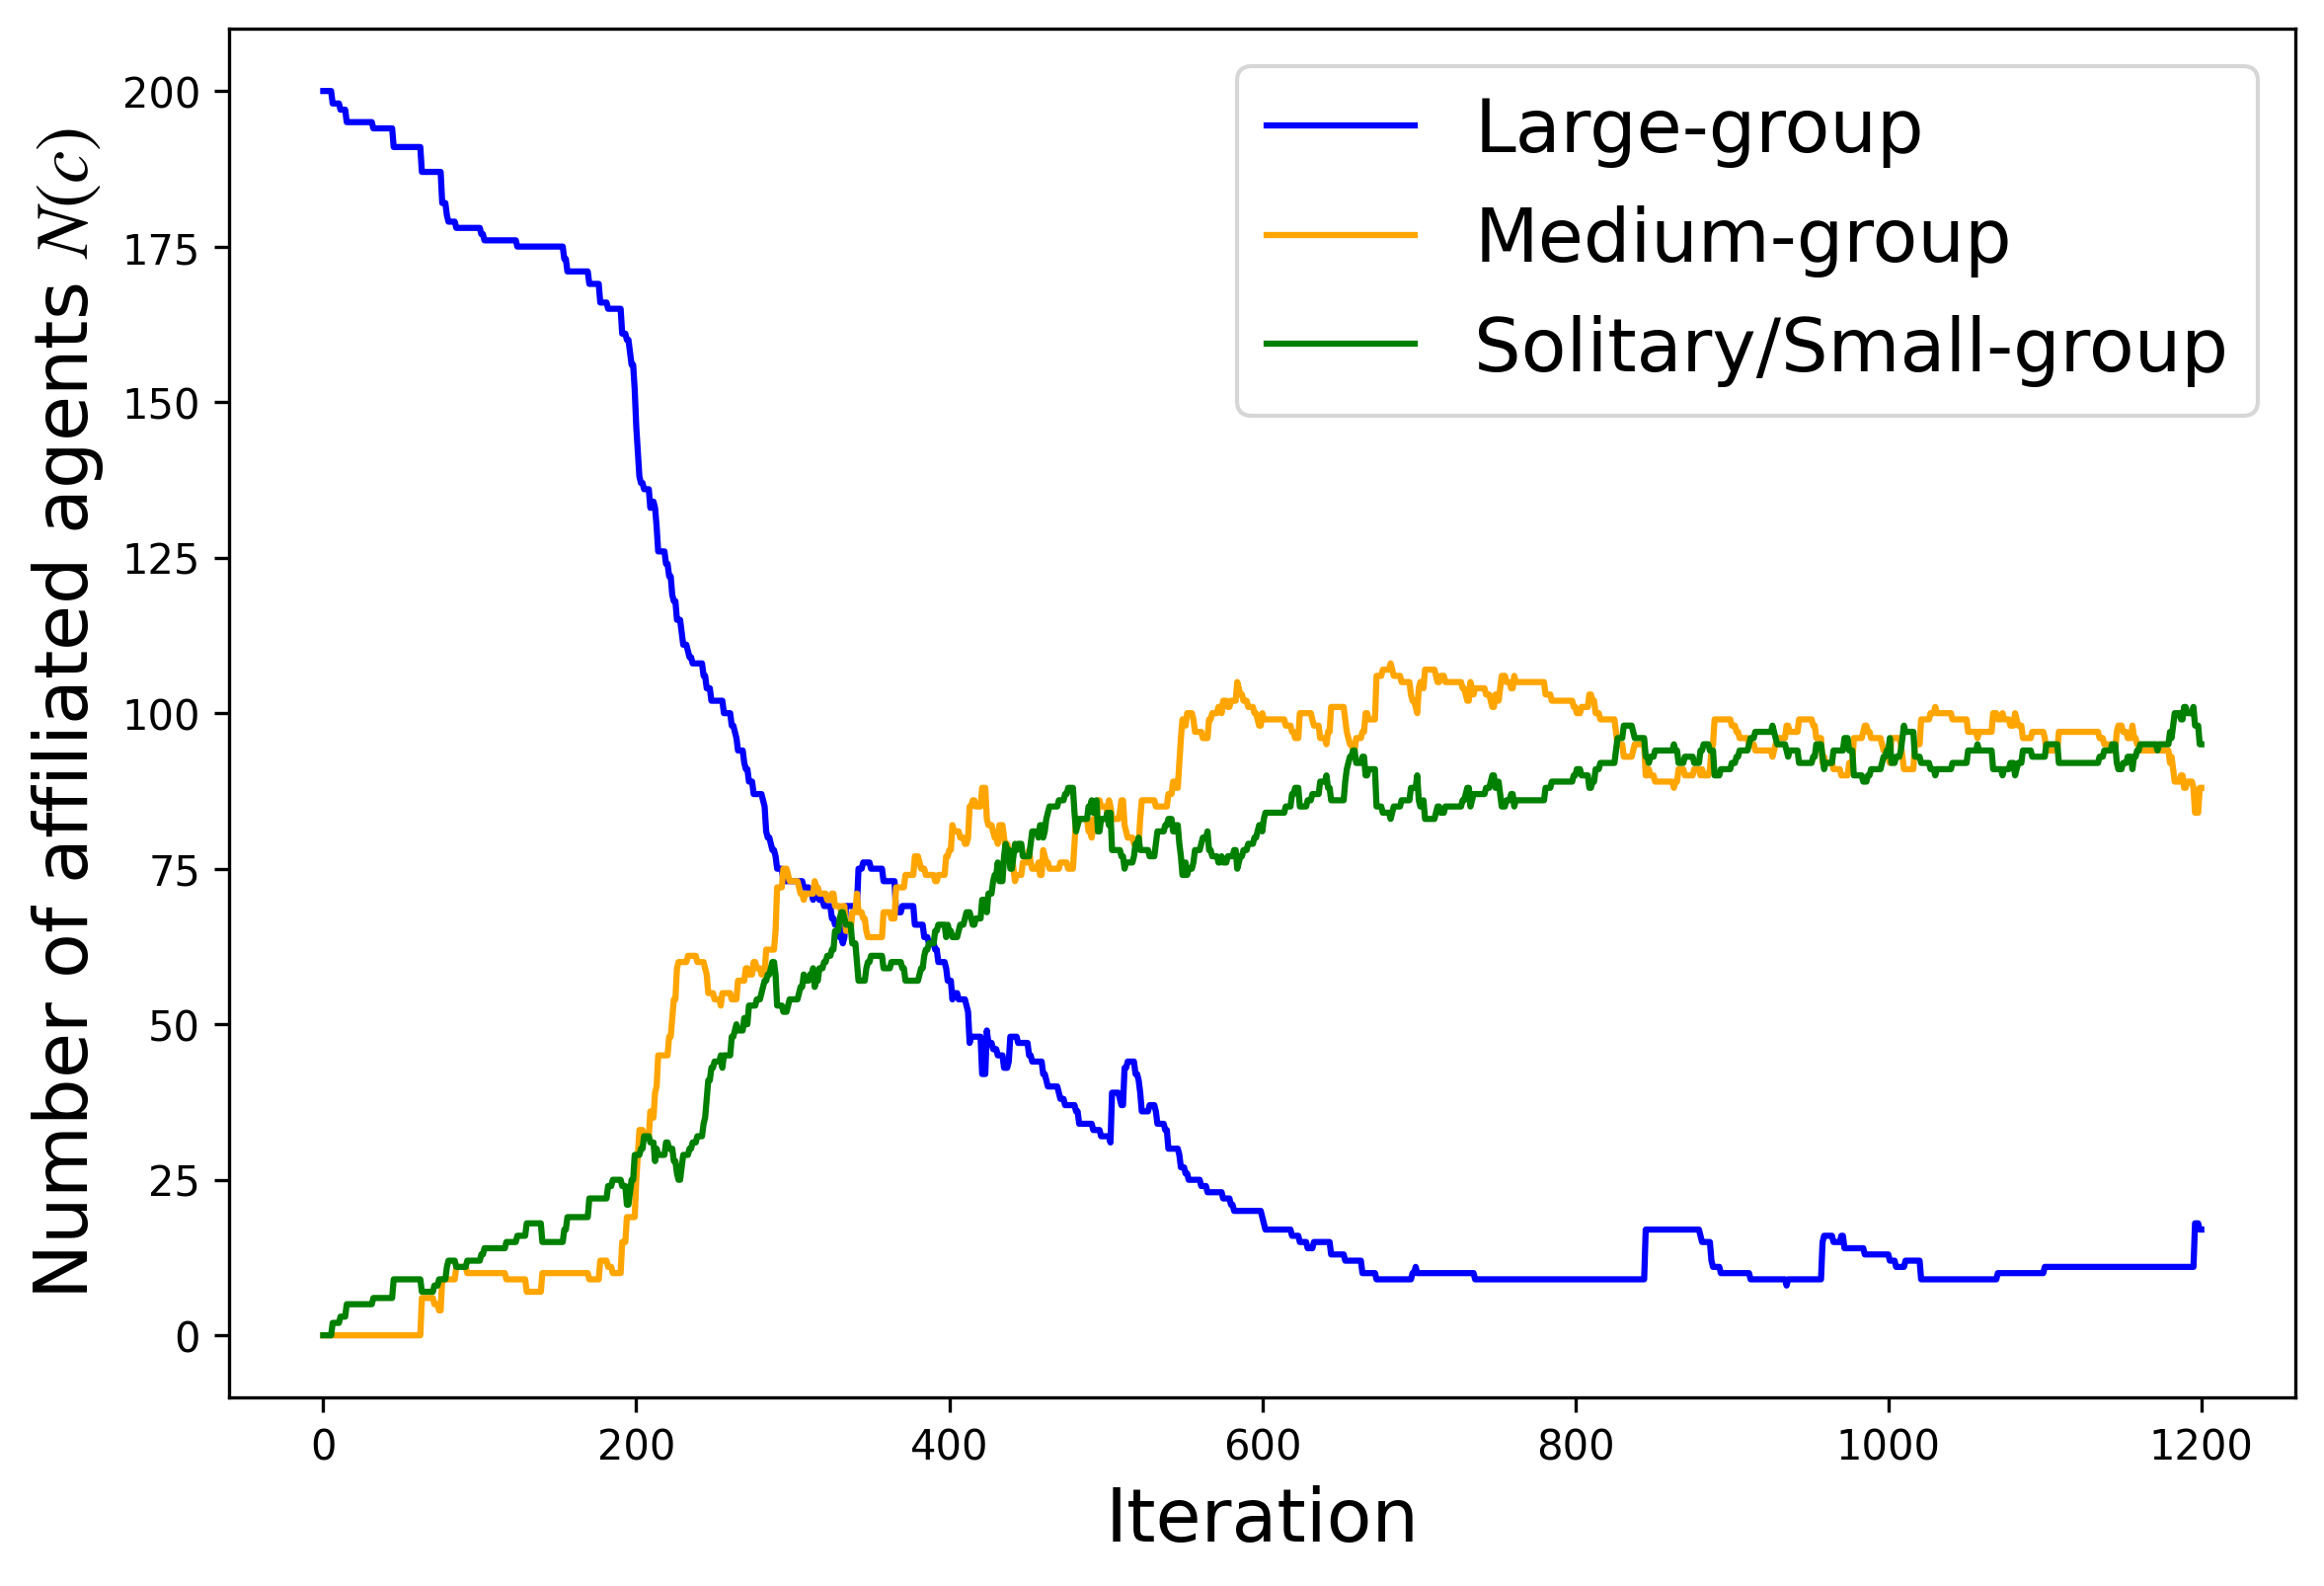 Number of affiliated agents N(c)
200
175
150
125
100
75
50
25
0
Large-group
Medium-group
Solitary/Small-group
0 200 400 600 800 1000 1200
Iteration